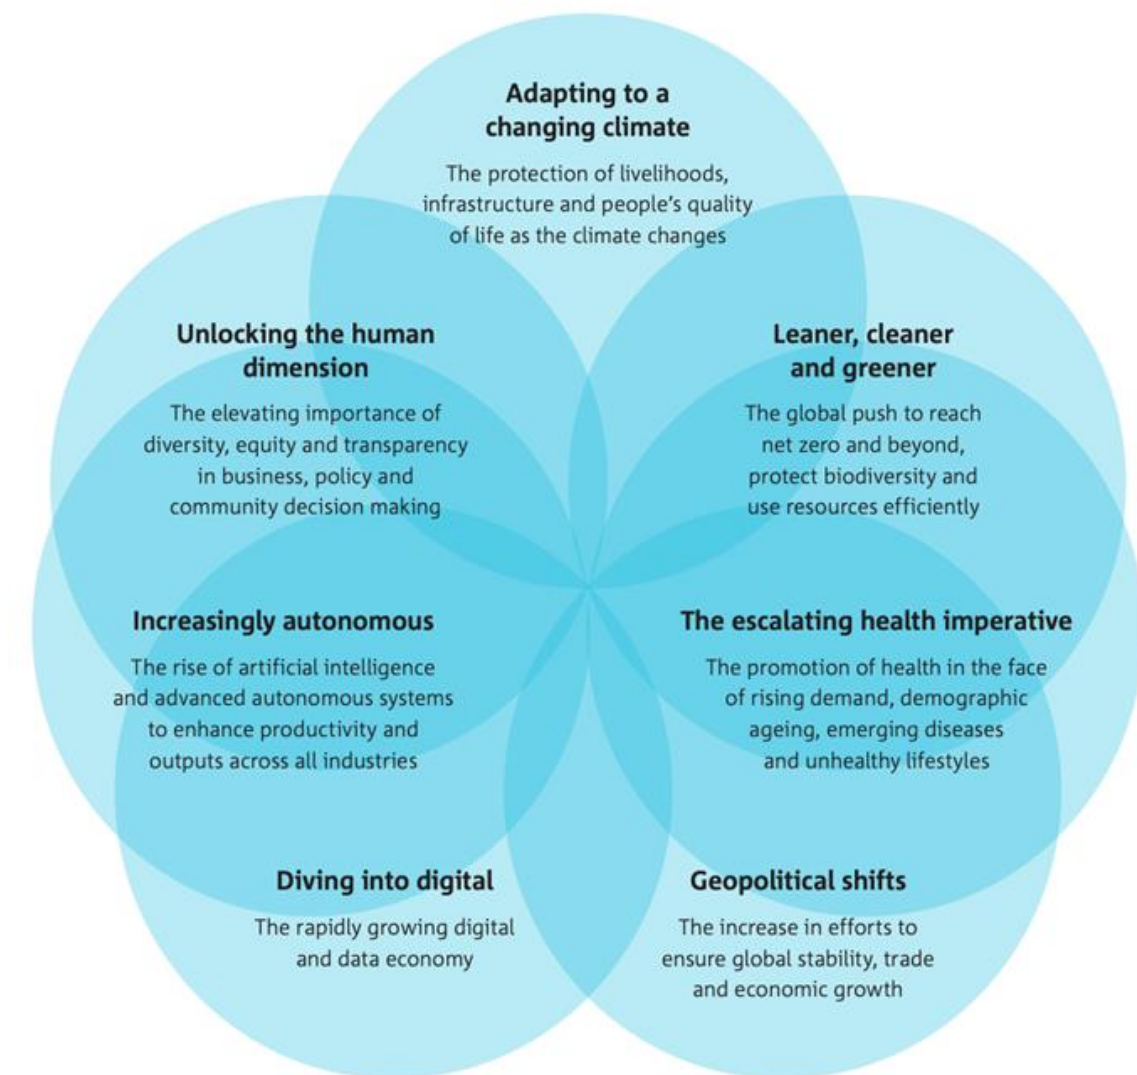 Adapting to a
changing climate
The protection of livelihoods,
infrastructure and people's quality
of life as the climate changes
Unlocking the human
dimension
The elevating importance of
diversity, equity and transparency
in business, policy and
community decision making
Leaner, cleaner
and greener
The global push to reach
net zero and beyond,
protect biodiversity and
use resources efficiently
Increasingly autonomous
The rise of artificial intelligence
and advanced autonomous systems
to enhance productivity and
outputs across all industries
The escalating health imperative
The promotion of health in the face
of rising demand, demographic
ageing, emerging diseases
and unhealthy lifestyles
Diving into digital
The rapidly growing digital
and data economy
Geopolitical shifts
The increase in efforts to
ensure global stability, trade
and economic growth